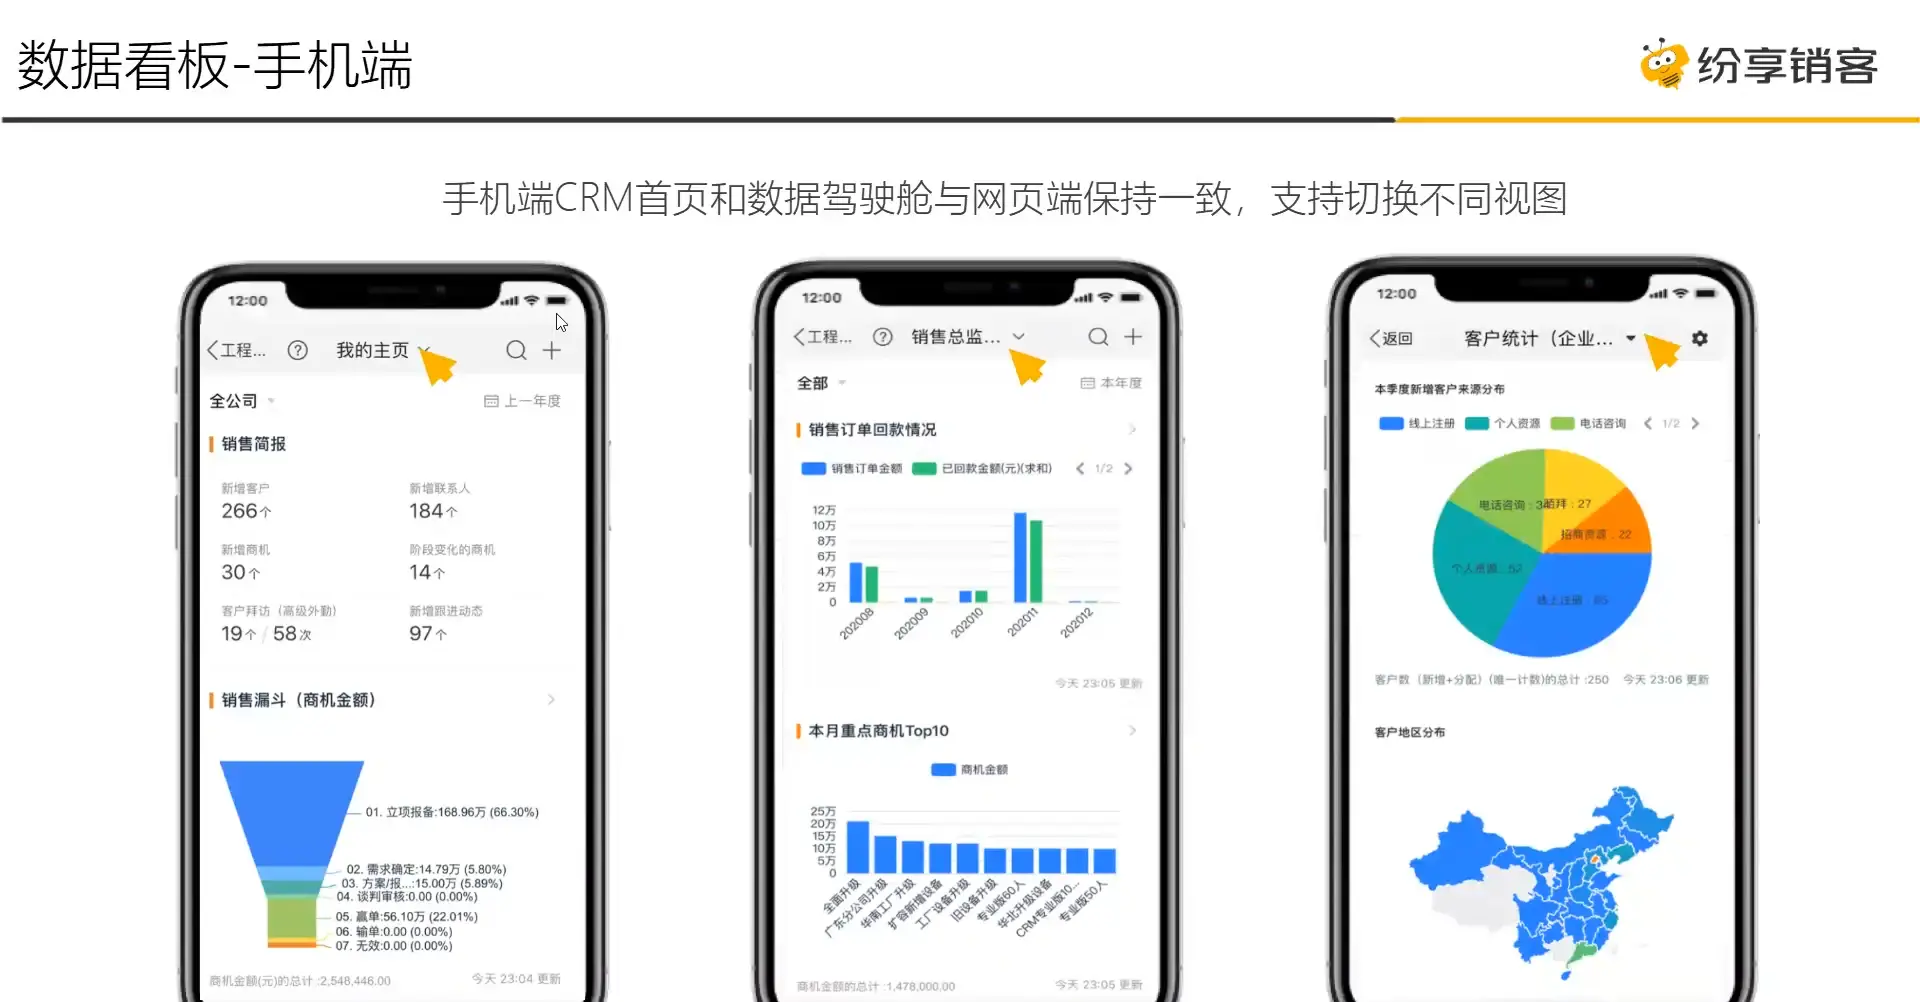 数据看板-手机端
纷享销客
手机端CRM首页和数据驾驶舱与网页端保持一致，支持切换不同视图
12:00
工程...
?
我的主页
全公司
上一年度
销售简报
新增客户
266个
新增联系人
184个
新增商机
30个
阶段变化的商机
14个
客户拜访（高级外勤）
19个 / 58次
新增跟进动态
97个
销售漏斗（商机金额）
01. 立项报备:168.96万 (66.30%)
02. 需求确定:14.79万 (5.80%)
03. 方案/报...:15.00万 (5.89%)
04. 谈判审核:0.00 (0.00%)
05. 赢单:56.10万 (22.01%)
06. 输单:0.00 (0.00%)
07. 无效:0.00 (0.00%)
商机金额(元)的总计 :2,548,446.00
今天 23:04 更新
12:00
工程...
?
销售总监...
全部
本年度
销售订单回款情况
销售订单金额
已回款金额(元)(求和)
1/2
12万
10万
8万
6万
4万
2万
0
202008
202009
202010
202011
202012
今天 23:05 更新
本月重点商机Top10
商机金额
25万
20万
15万
10万
5万
0
全面升级
广东分公司升级
华南工厂升级
扩容新增设备
工厂设备升级
旧设备升级
专业版60人
华北升级设备
CRM专业版10...
专业版50人
商机金额的总计 :1,478,000.00
今天 23:05 更新
12:00
返回
客户统计（企业...
本季度新增客户来源分布
线上注册
个人资源
电话咨询
1/2
电话咨询 : 34
陌拜 : 27
招商资源 : 22
个人资源 : 52
线上注册 : 85
客户数（新增+分配）(唯一计数)的总计 :250
今天 23:06 更新
客户地区分布